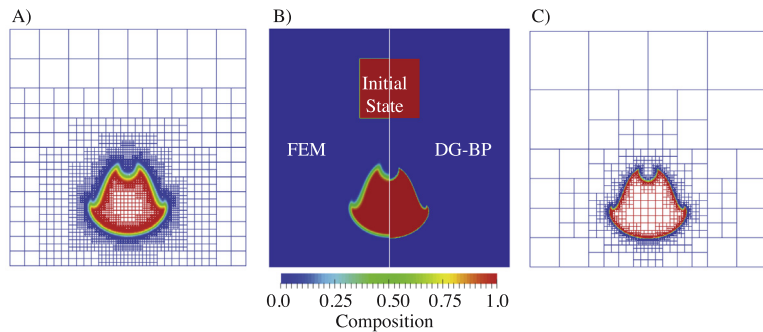 A)
B)
C)
Initial
State
FEM
DG-BP
0.0
0.25
0.50
0.75
1.0
Composition